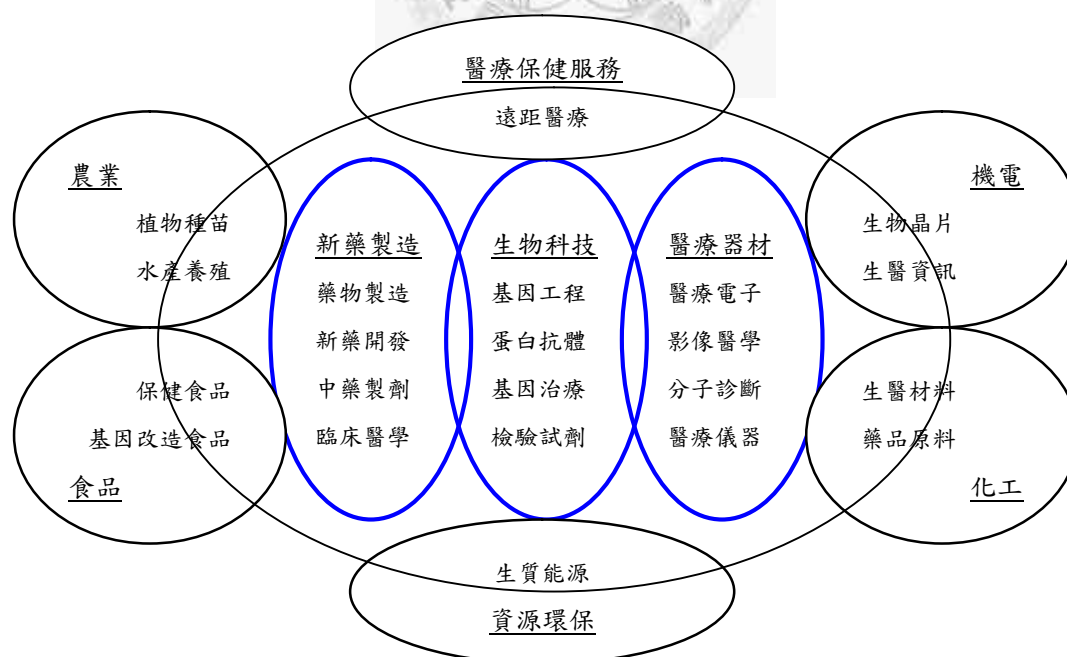 醫療保健服務
遠距醫療
農業
植物種苗
水產養殖
機電
生物晶片
生醫資訊
新藥製造
藥物製造
新藥開發
中藥製劑
臨床醫學
生物科技
基因工程
蛋白抗體
基因治療
檢驗試劑
醫療器材
醫療電子
影像醫學
分子診斷
醫療儀器
保健食品
基因改造食品
食品
生醫材料
藥品原料
化工
生質能源
資源環保